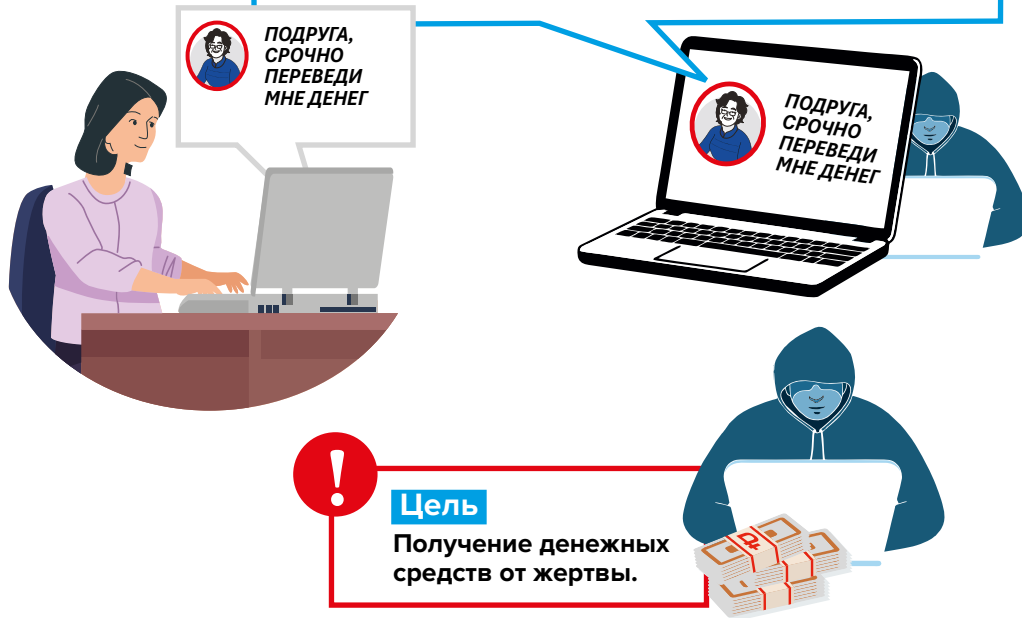 ПОДРУГА,
СРОЧНО
ПЕРЕВЕДИ
МНЕ ДЕНЕГ
ПОДРУГА,
СРОЧНО
ПЕРЕВЕДИ
МНЕ ДЕНЕГ
!
Цель
Получение денежных
средств от жертвы.